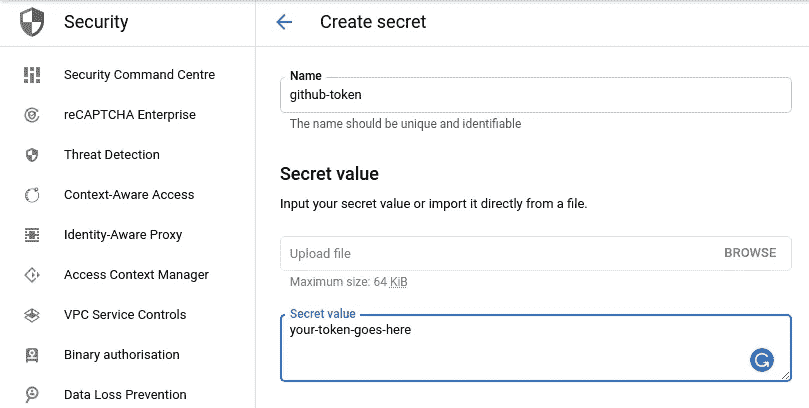 Security
Create secret
Security Command Centre
reCAPTCHA Enterprise
Threat Detection
Context-Aware Access
Identity-Aware Proxy
Access Context Manager
VPC Service Controls
Binary authorisation
Data Loss Prevention
Name
github-token
The name should be unique and identifiable
Secret value
Input your secret value or import it directly from a file.
Upload file BROWSE
Maximum size: 64 KiB
Secret value
your-token-goes-here